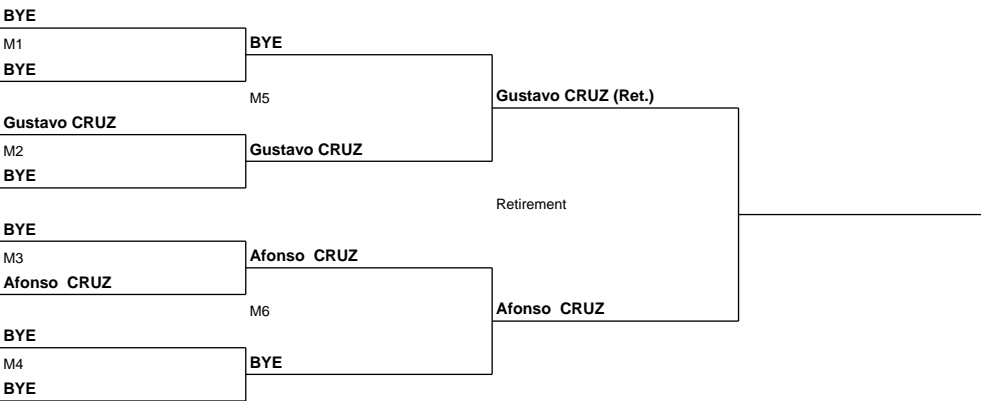 BYE
M1
BYE
BYE
M5
Gustavo CRUZ (Ret.)
Gustavo CRUZ
M2
Gustavo CRUZ
BYE
Retirement
BYE
M3
Afonso  CRUZ
Afonso  CRUZ
M6
Afonso  CRUZ
BYE
M4
BYE
BYE